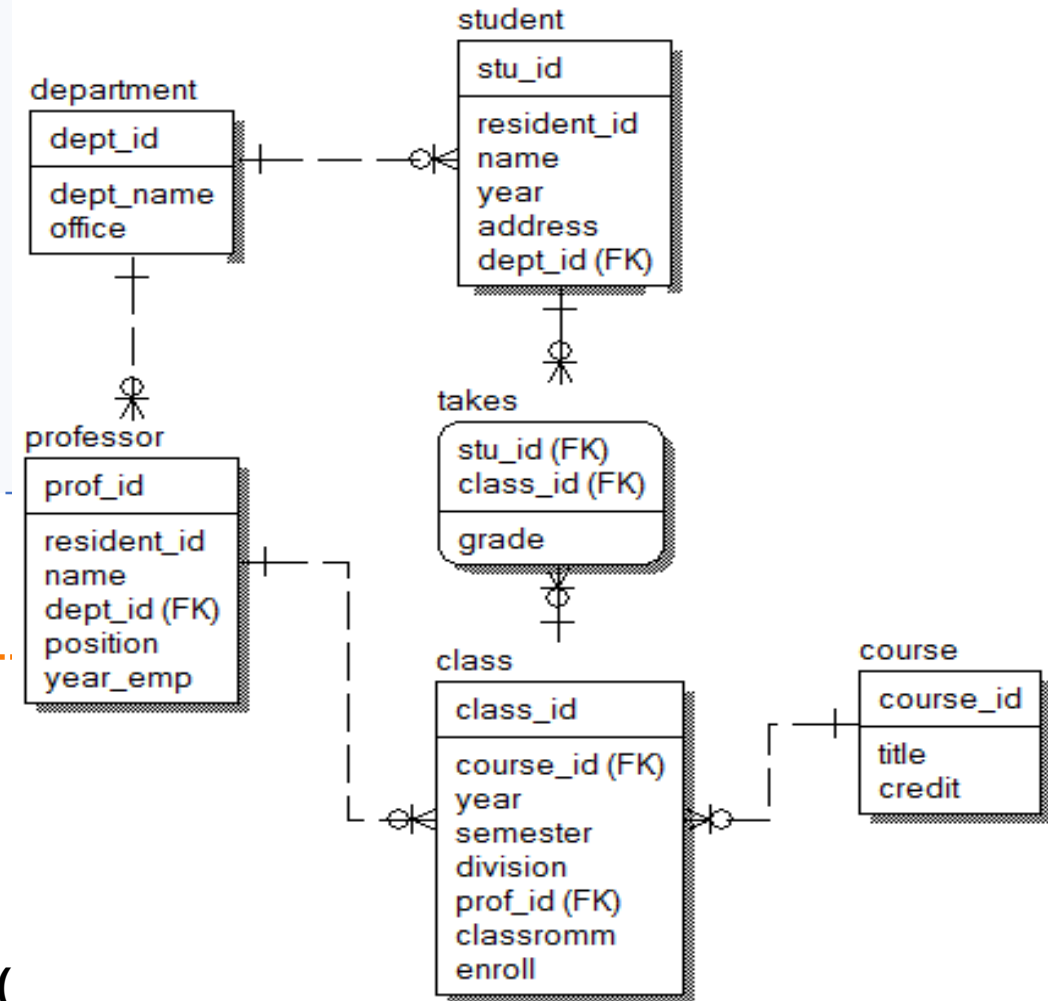 student
stu_id
resident_id
name
year
address
dept_id (FK)
department
dept_id
dept_name
office
takes
stu_id (FK)
class_id (FK)
grade
professor
prof_id
resident_id
name
dept_id (FK)
position
year_emp
class
class_id
course_id (FK)
year
semester
division
prof_id (FK)
classromm
enroll
course
course_id
title
credit
(